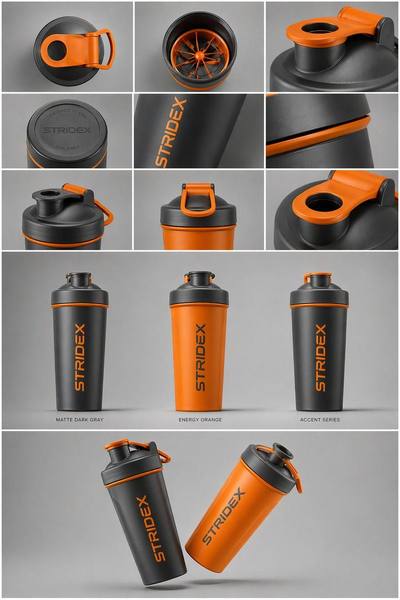 STRIDEX
STRIDEX
STRIDEX
STRIDEX
STRIDEX
MATTE DARK GRAY
ENERGY ORANGE
ACCENT SERIES
STRIDEX
STRIDEX